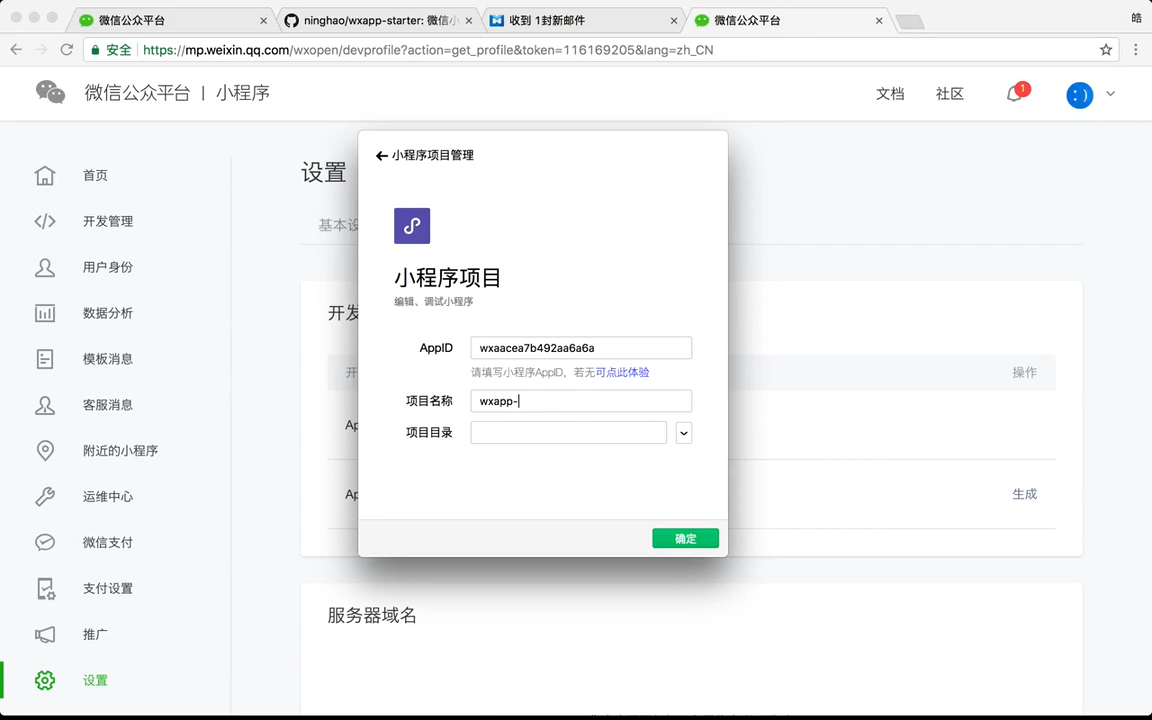 微信公众平台
ninghao/wxapp-starter: 微信小
收到 1封新邮件
微信公众平台
皓
安全 https://mp.weixin.qq.com/wxopen/devprofile?action=get_profile&token=116169205&lang=zh_CN
微信公众平台 | 小程序
文档
社区
1
首页
开发管理
用户身份
数据分析
模板消息
客服消息
附近的小程序
运维中心
微信支付
支付设置
推广
设置
设置
基本设
开发
开
操作
Ap
Ap
生成
服务器域名
小程序项目管理
小程序项目
编辑、调试小程序
AppID
wxaacea7b492aa6a6a
请填写小程序AppID，若无可点此体验
项目名称
wxapp-
项目目录
确定